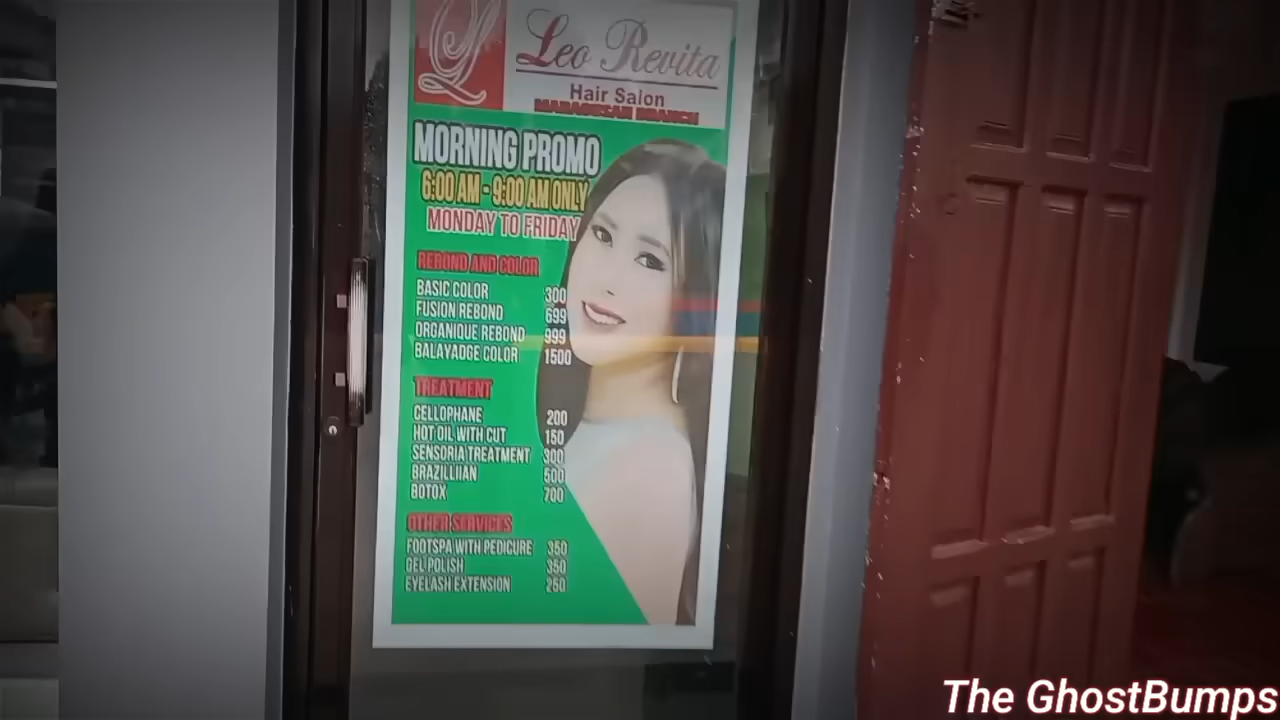 Leo Revita
Hair Salon
MARAGUSAN BRANCH
MORNING PROMO
6:00 AM - 9:00 AM ONLY
MONDAY TO FRIDAY
REBOND AND COLOR
BASIC COLOR 300
FUSION REBOND 699
ORGANIQUE REBOND 999
BALAYADGE COLOR 1500
TREATMENT
CELLOPHANE 200
HOT OIL WITH CUT 150
SENSORIA TREATMENT 300
BRAZILLIIAN 500
BOTOX 700
OTHER SERVICES
FOOTSPA WITH PEDICURE 350
GEL POLISH 350
EYELASH EXTENSION 250
The GhostBumps